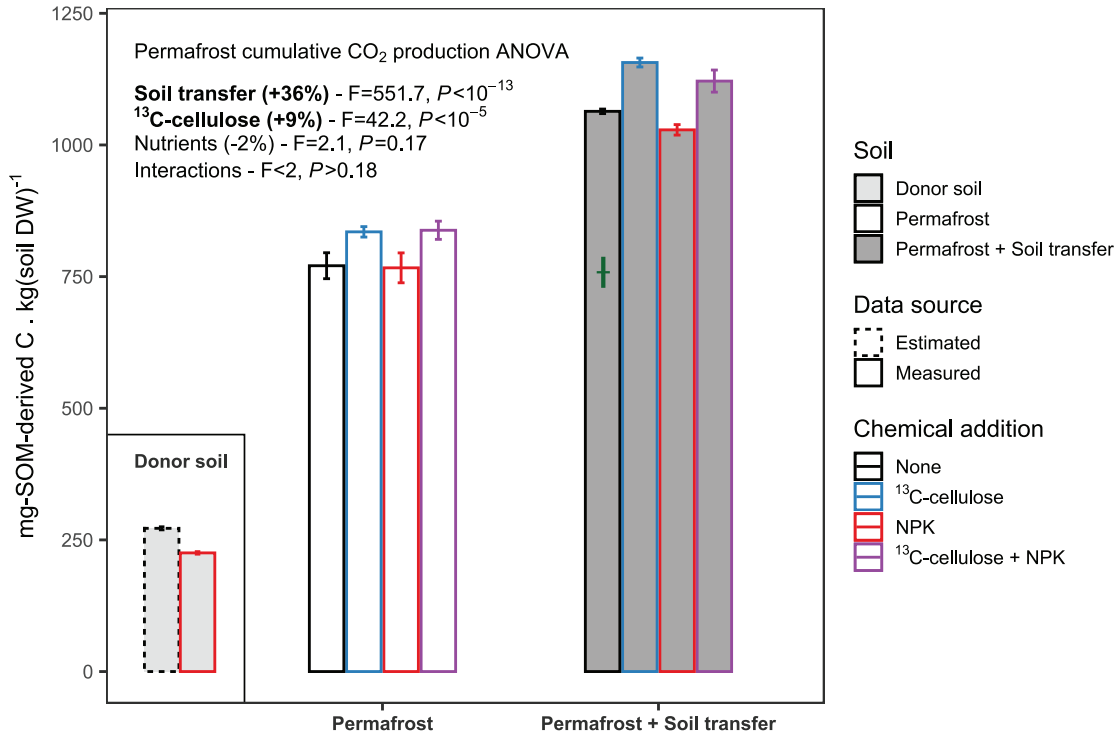 mg-SOM-derived C . kg(soil DW)⁻¹
1250
1000
750
500
250
0
Permafrost cumulative CO₂ production ANOVA
Soil transfer (+36%) - F=551.7, P<10⁻¹³
¹³C-cellulose (+9%) - F=42.2, P<10⁻⁵
Nutrients (-2%) - F=2.1, P=0.17
Interactions - F<2, P>0.18
Donor soil
Permafrost
Permafrost + Soil transfer
Soil
Donor soil
Permafrost
Permafrost + Soil transfer
Data source
Estimated
Measured
Chemical addition
None
¹³C-cellulose
NPK
¹³C-cellulose + NPK